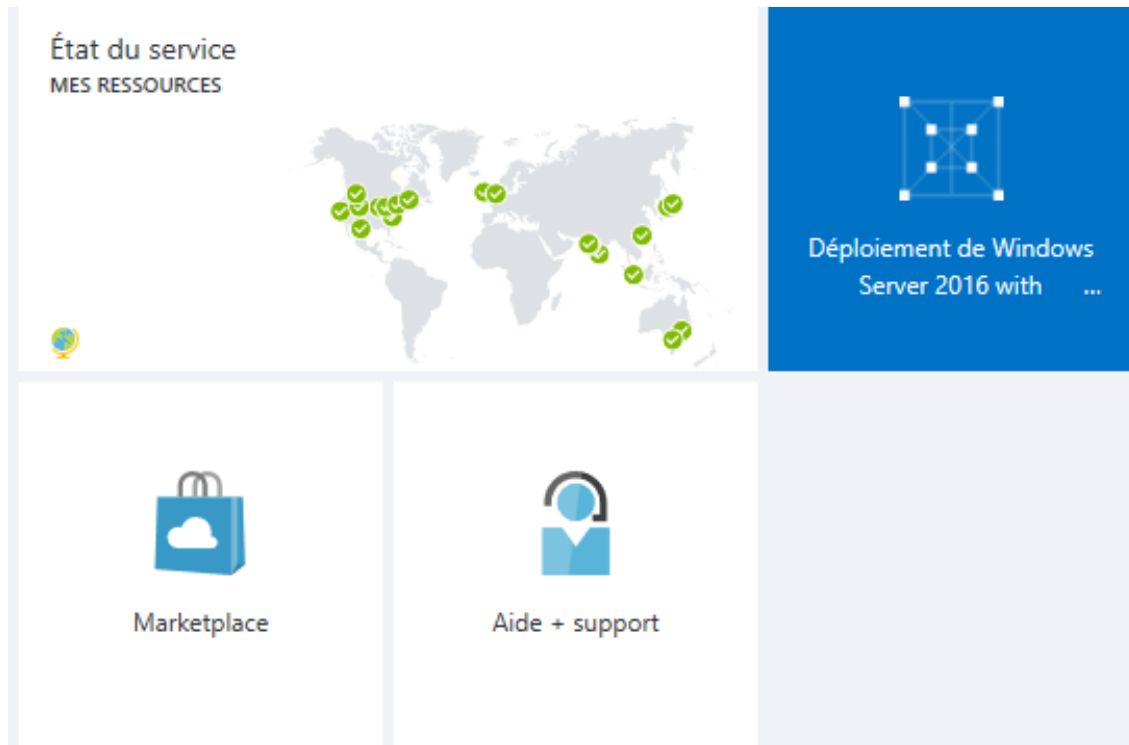 État du service
MES RESSOURCES
Déploiement de Windows
Server 2016 with ...
Marketplace
Aide + support